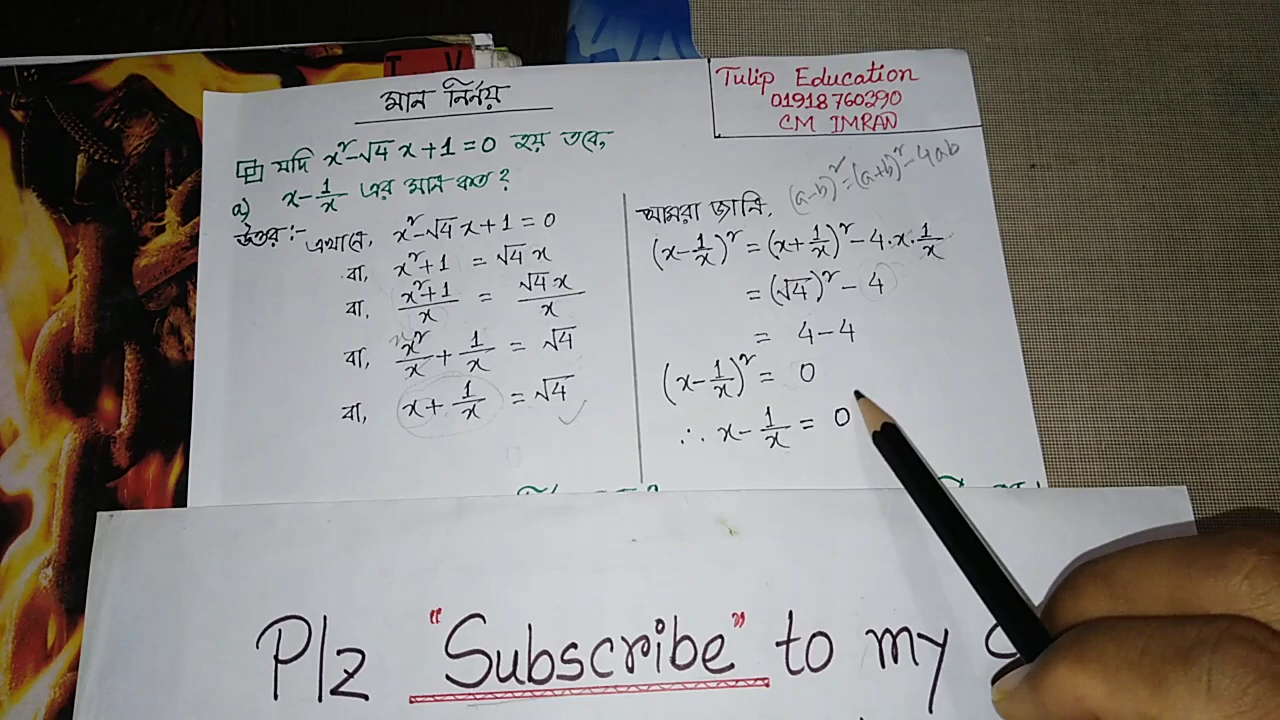 T V
মান নির্নয়
Tulip Education
01918760290
CM IMRAN
যদি x²-√4 x+1=0 হয় তবে,
a) x-1/x এর মান কত?
উত্তর:- এখানে, x²-√4 x+1=0
বা, x²+1 = √4 x
বা, x²+1/x = √4 x/x
বা, x²/x + 1/x = √4
বা, x+1/x = √4
(a-b)²=(a+b)²-4ab
আমরা জানি,
(x-1/x)² = (x+1/x)²-4.x.1/x
= (√4)²-4
= 4-4
(x-1/x)² = 0
∴ x-1/x = 0
Plz "Subscribe" to my